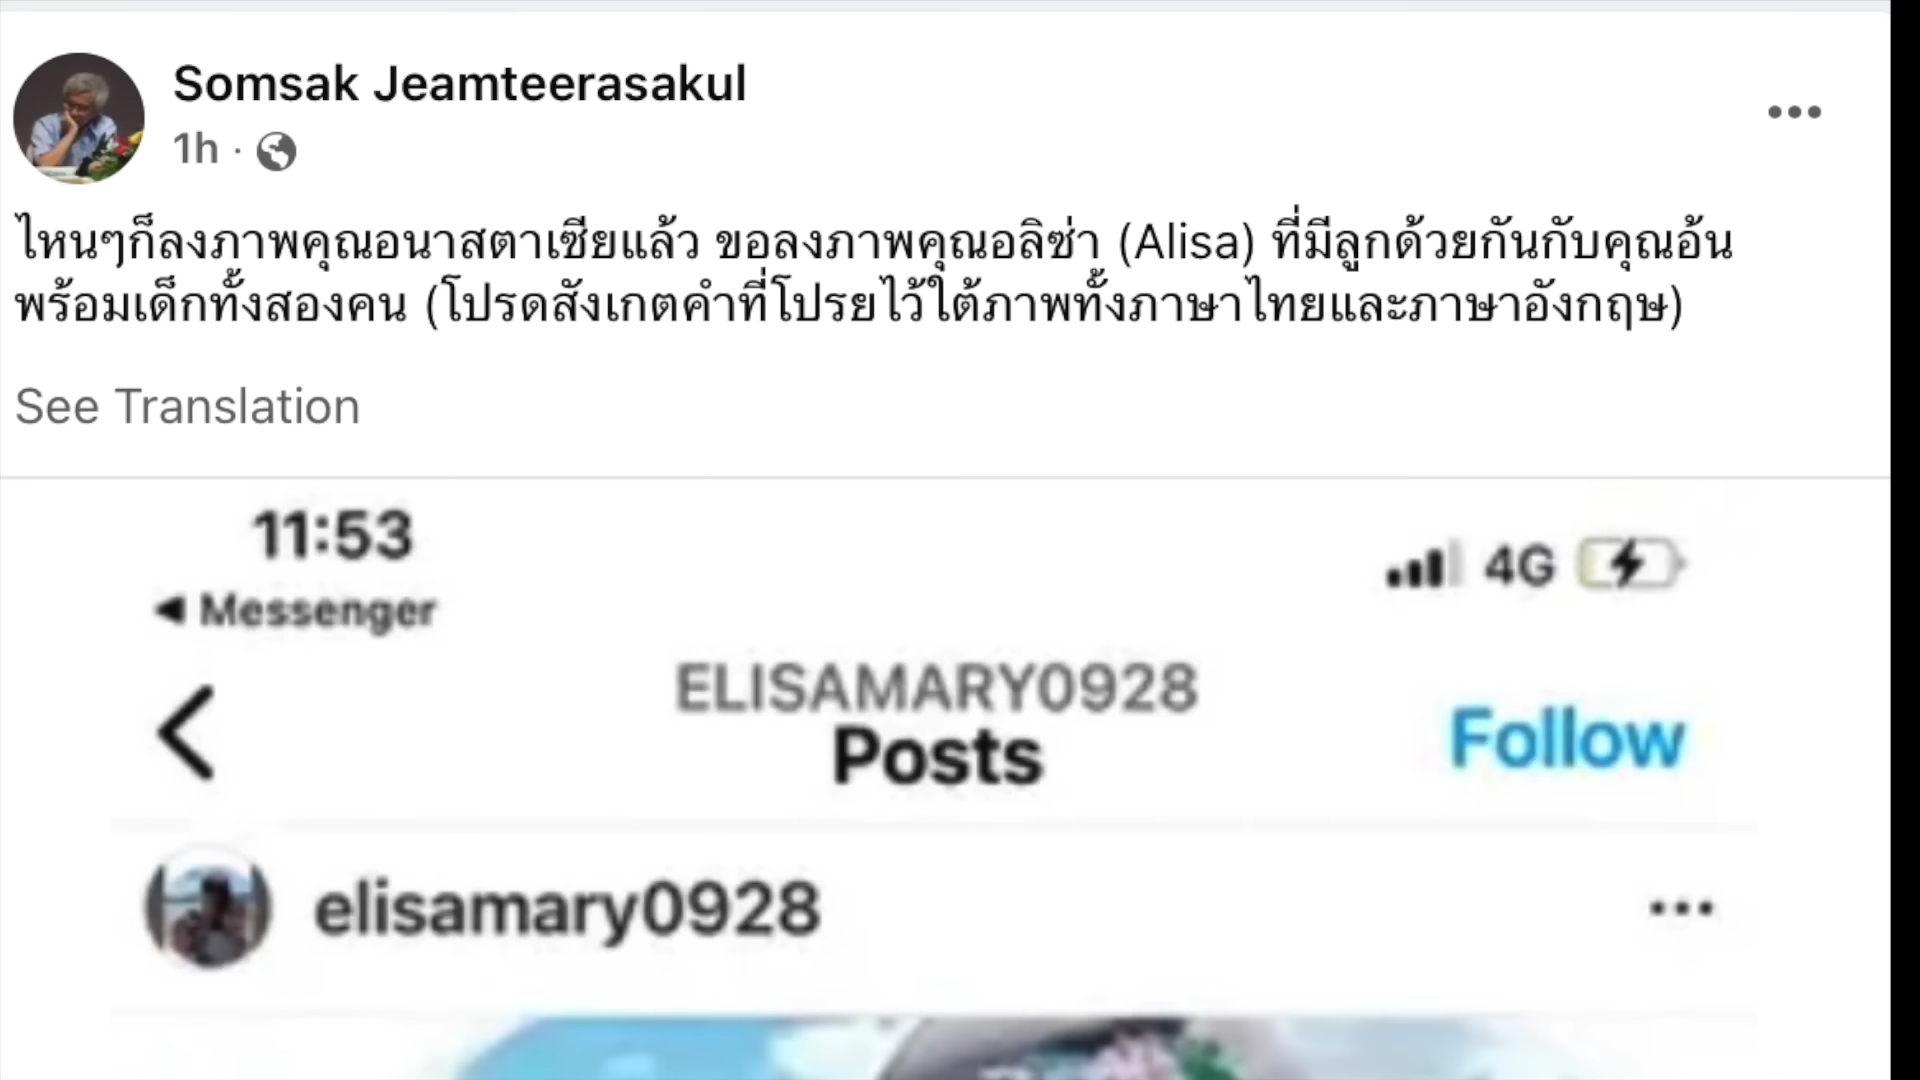 Somsak Jeamteerasakul
1h ·
ไหนๆก็ลงภาพคุณอนาสตาเซียแล้ว ขอลงภาพคุณอลิซ่า (Alisa) ที่มีลูกด้วยกันกับคุณอ้น
พร้อมเด็กทั้งสองคน (โปรดสังเกตคำที่โปรยไว้ใต้ภาพทั้งภาษาไทยและภาษาอังกฤษ)
See Translation
11:53
4G
Messenger
ELISAMARY0928
Posts
Follow
elisamary0928